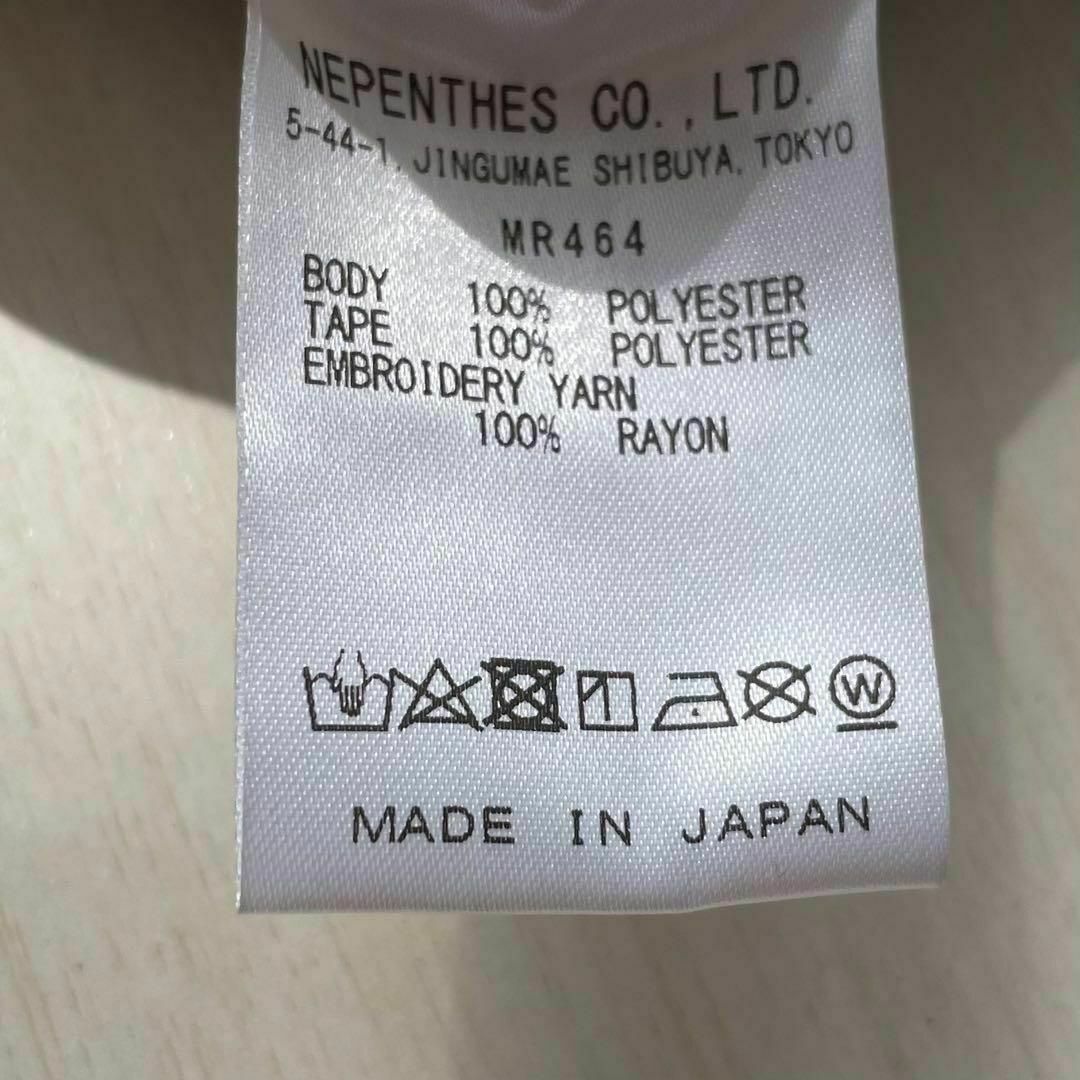 NEPENTHES CO., LTD.
5-44-1, JINGUMAE SHIBUYA, TOKYO
MR464
BODY 100% POLYESTER
TAPE 100% POLYESTER
EMBROIDERY YARN
100% RAYON
W
MADE IN JAPAN